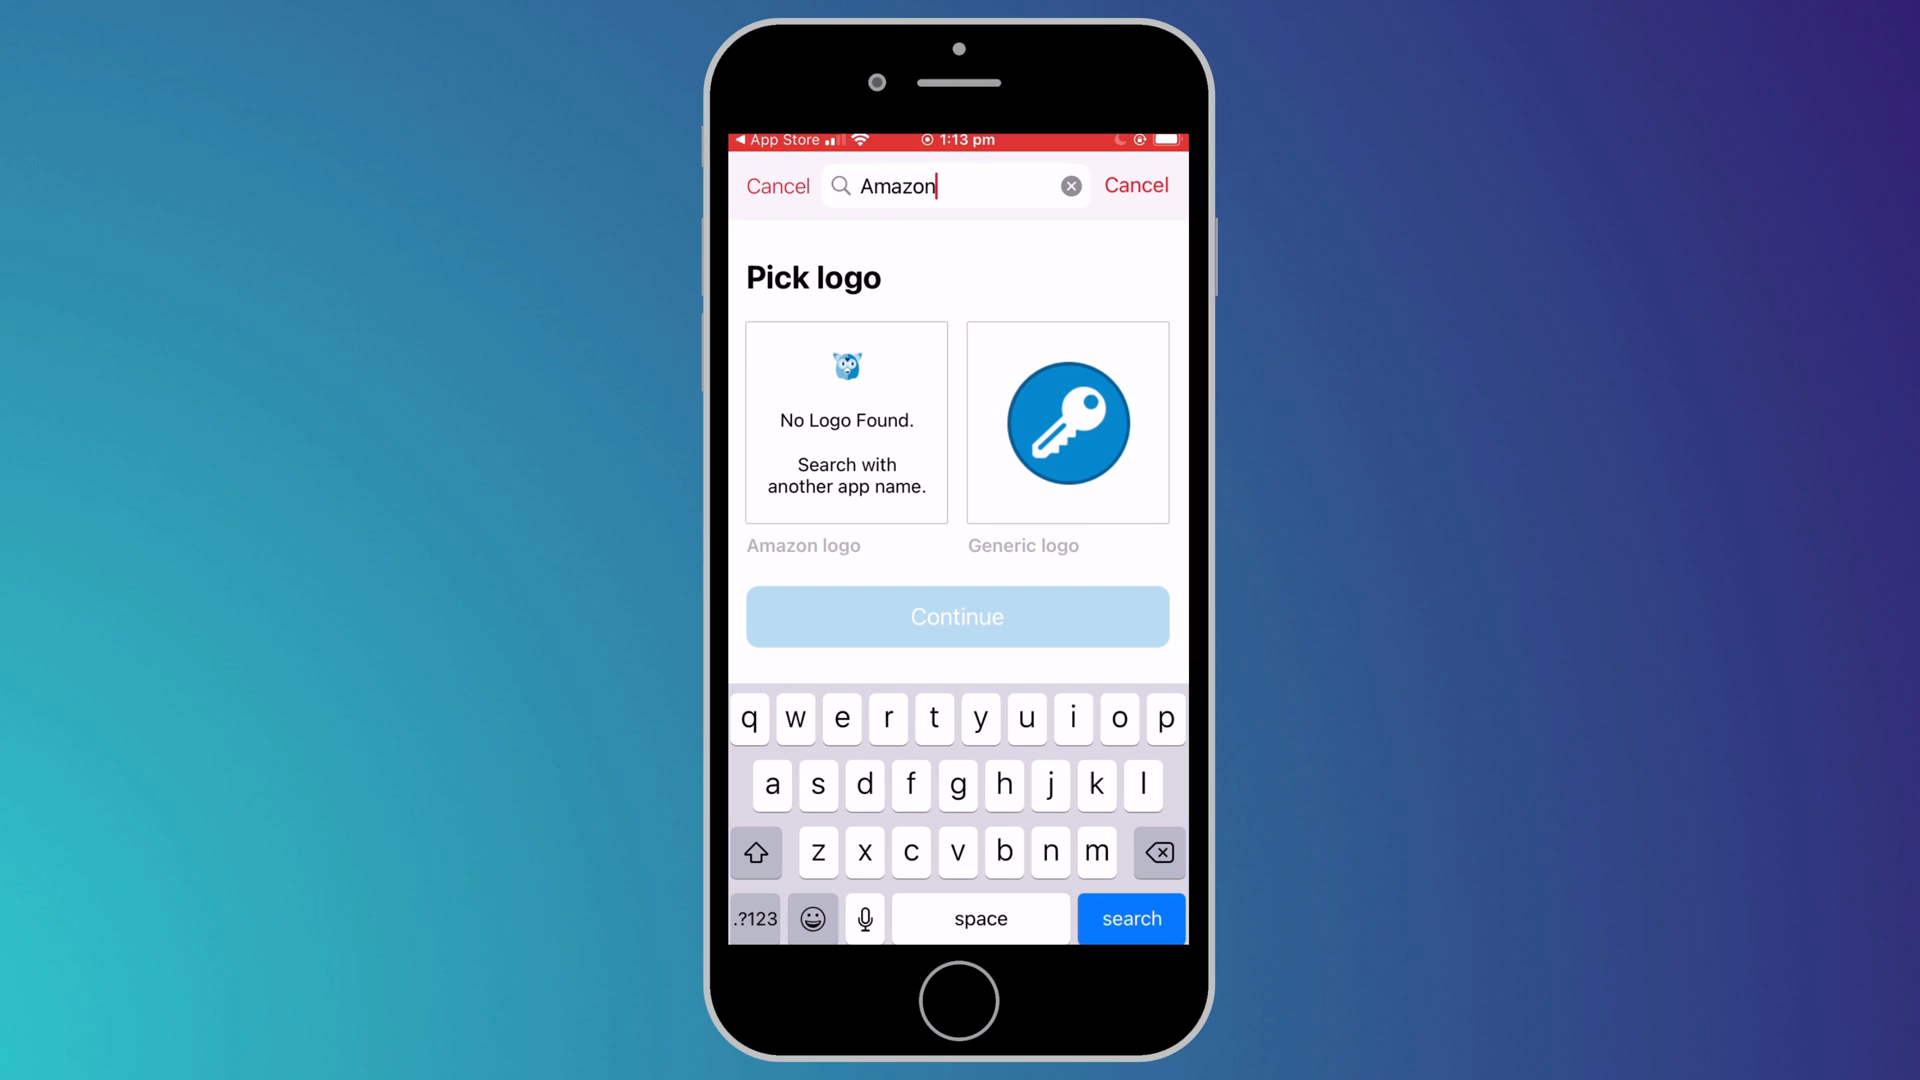 App Store 1:13 pm
Cancel Amazon Cancel
Pick logo
No Logo Found.
Search with
another app name.
Amazon logo Generic logo
Continue
q w e r t y u i o p
a s d f g h j k l
z x c v b n m
.?123 space search